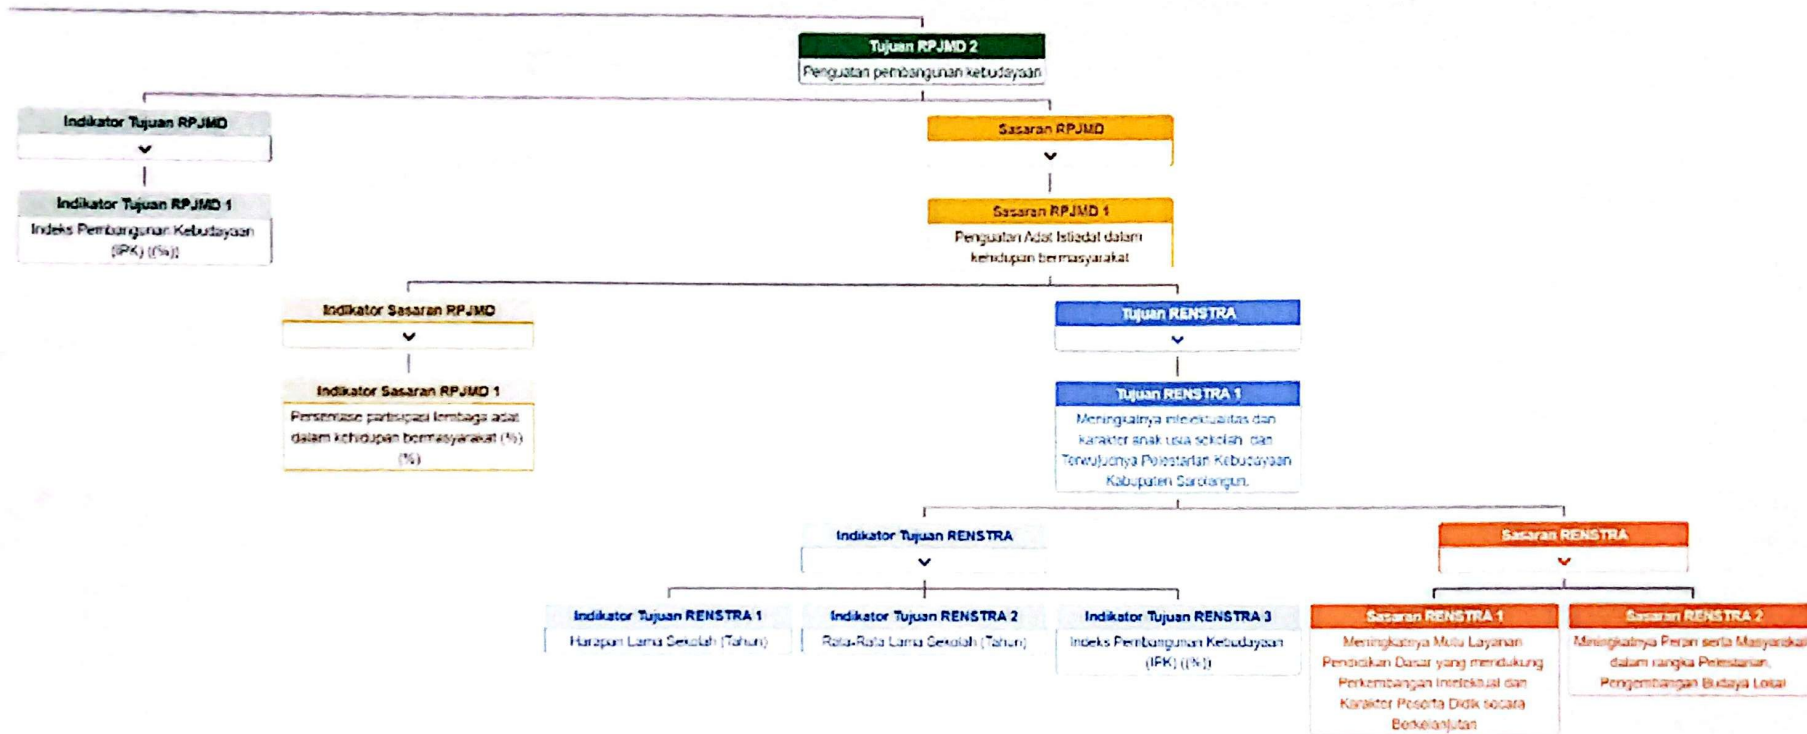 Tujuan RPJMD 2
Penguatan pembangunan kebudayaan
Indikator Tujuan RPJMD
Sasaran RPJMD
Indikator Tujuan RPJMD 1
Indeks Pembangunan Kebudayaan
(IPK) ((%))
Sasaran RPJMD 1
Penguatan Adat Istiadat dalam
kehidupan bermasyarakat
Indikator Sasaran RPJMD
Tujuan RENSTRA
Indikator Sasaran RPJMD 1
Persentase partisipasi lembaga adat
dalam kehidupan bermasyarakat (%)
(%)
Tujuan RENSTRA 1
Meningkatnya intelektualitas dan
karakter anak usia sekolah dan
Terwujudnya Pelestarian Kebudayaan
Kabupaten Sarolangun.
Indikator Tujuan RENSTRA
Sasaran RENSTRA
Indikator Tujuan RENSTRA 1
Harapan Lama Sekolah (Tahun)
Indikator Tujuan RENSTRA 2
Rata-Rata Lama Sekolah (Tahun)
Indikator Tujuan RENSTRA 3
Indeks Pembangunan Kebudayaan
(IPK) ((%))
Sasaran RENSTRA 1
Meningkatnya Mutu Layanan
Pendidikan Dasar yang mendukung
Perkembangan Intelektual dan
Karakter Peserta Didik secara
Berkelanjutan
Sasaran RENSTRA 2
Meningkatnya Peran serta Masyarakat
dalam rangka Pelestarian,
Pengembangan Budaya Lokal